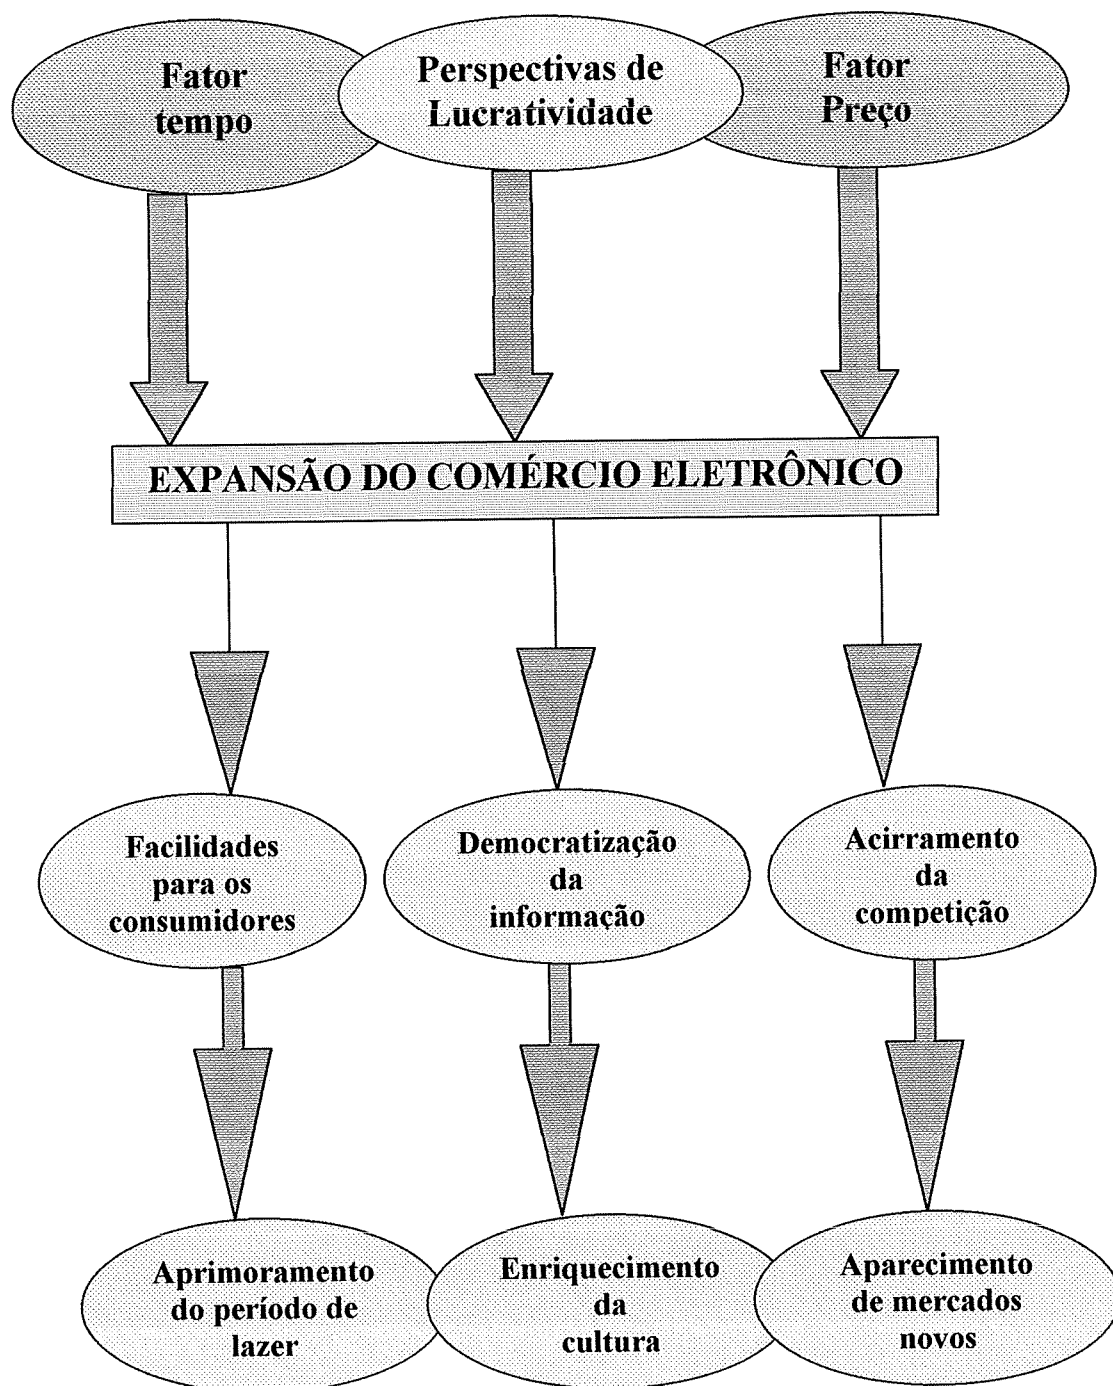 Fator
tempo
Perspectivas de
Lucratividade
Fator
Preço
EXPANSÃO DO COMÉRCIO ELETRÔNICO
Facilidades
para os
consumidores
Democratização
da
informação
Acirramento
da
competição
Aprimoramento
do período de
lazer
Enriquecimento
da
cultura
Aparecimento
de mercados
novos